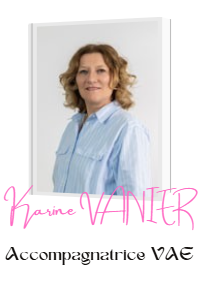 Karine VANIER
Accompagnatrice VAE